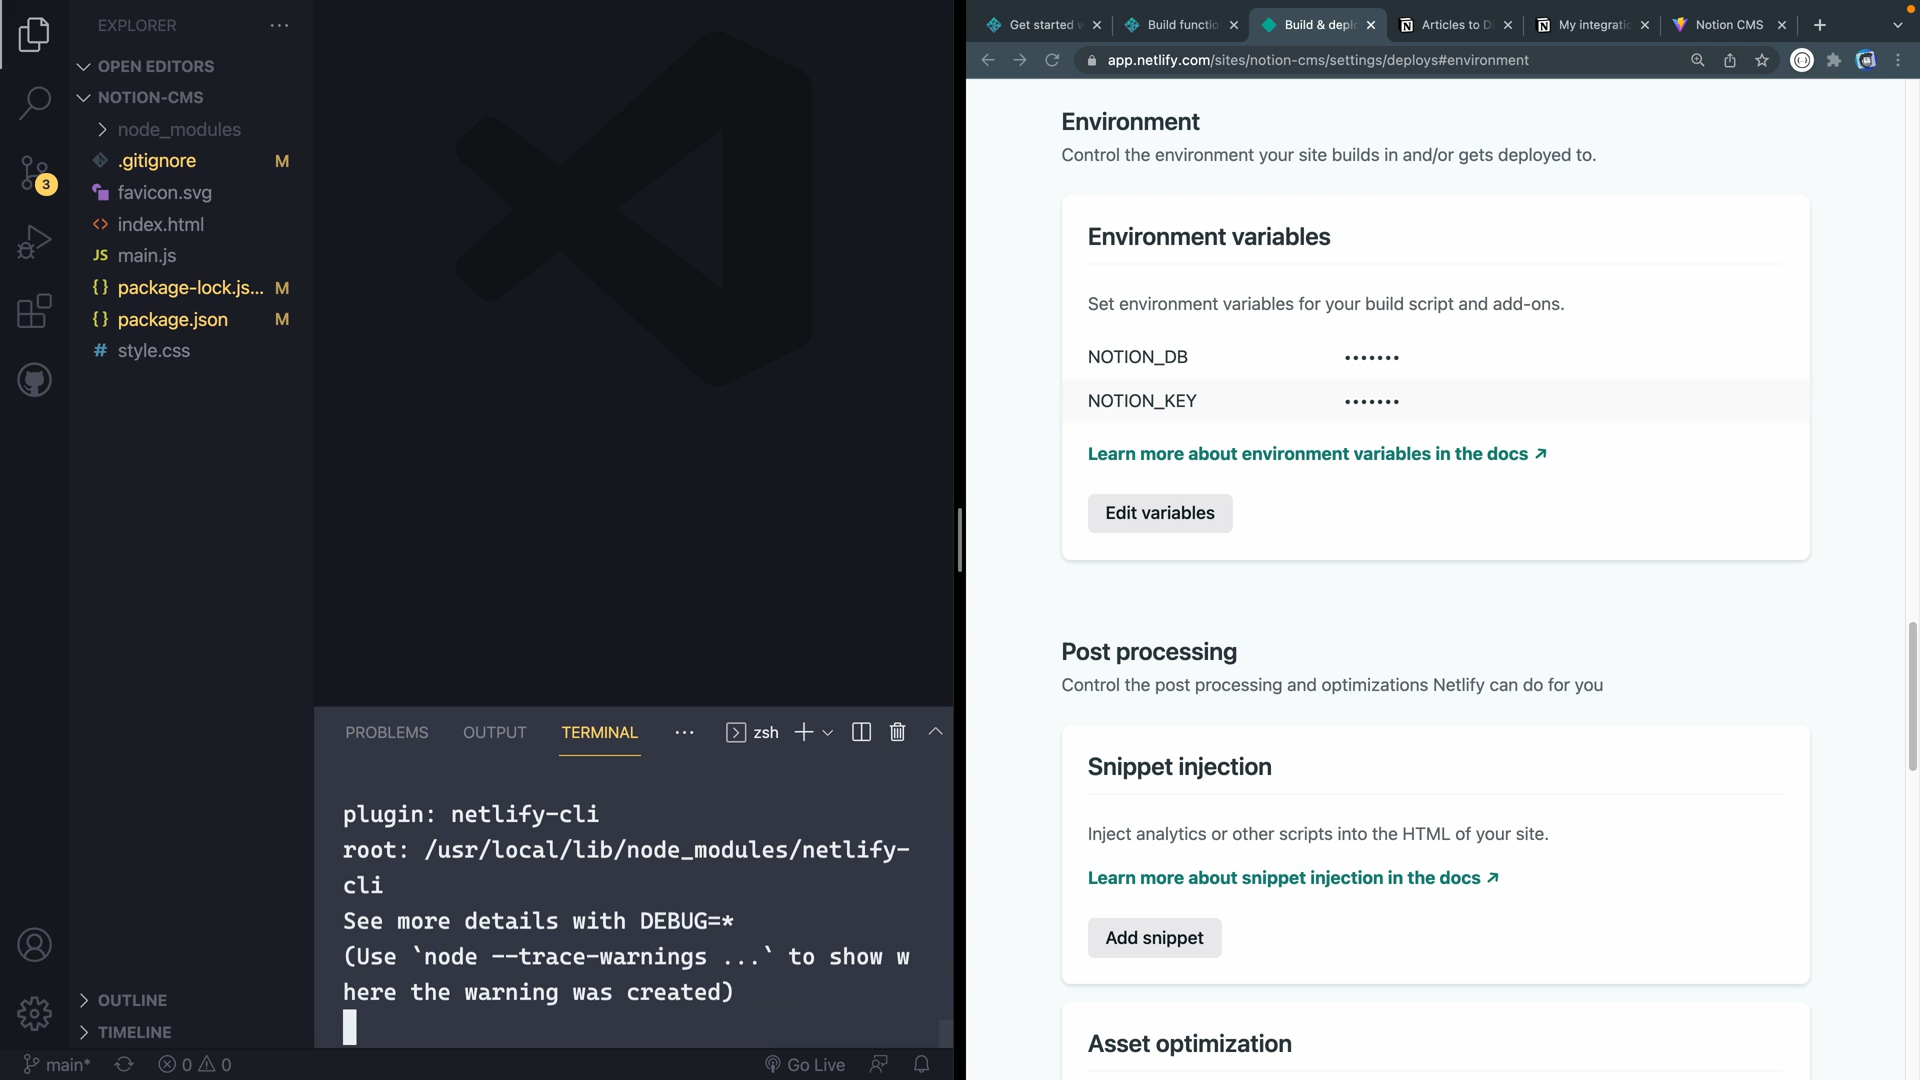 EXPLORER
OPEN EDITORS
NOTION-CMS
node_modules
.gitignore M
favicon.svg
index.html
JS main.js
{} package-lock.js... M
{} package.json M
# style.css
3
OUTLINE
TIMELINE
main*
0 0
PROBLEMS OUTPUT TERMINAL ... zsh
plugin: netlify-cli
root: /usr/local/lib/node_modules/netlify-
cli
See more details with DEBUG=*
(Use `node --trace-warnings ...` to show w
here the warning was created)
Go Live
Get started Build functio Build & depl Articles to D My integratio Notion CMS
app.netlify.com/sites/notion-cms/settings/deploys#environment
Environment
Control the environment your site builds in and/or gets deployed to.
Environment variables
Set environment variables for your build script and add-ons.
NOTION_DB •••••••
NOTION_KEY •••••••
Learn more about environment variables in the docs ↗
Edit variables
Post processing
Control the post processing and optimizations Netlify can do for you
Snippet injection
Inject analytics or other scripts into the HTML of your site.
Learn more about snippet injection in the docs ↗
Add snippet
Asset optimization